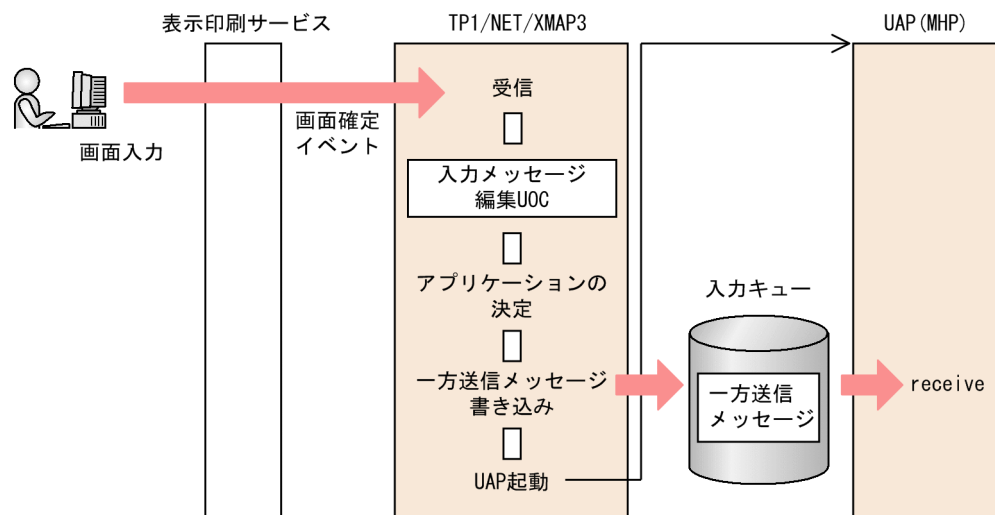 表示印刷サービス
TP1/NET/XMAP3
UAP(MHP)
受信
画面入力
画面確定
イベント
入力メッセージ
編集UOC
アプリケーションの
決定
入力キュー
一方送信メッセージ
書き込み
一方送信
メッセージ
receive
UAP起動